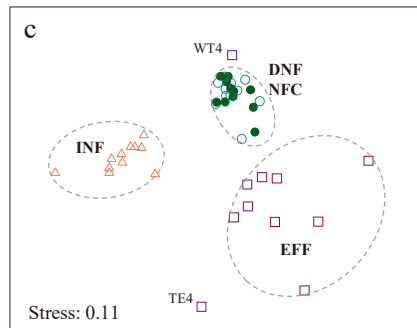 c
WT4
DNF
NFC
INF
EFF
TE4
Stress: 0.11